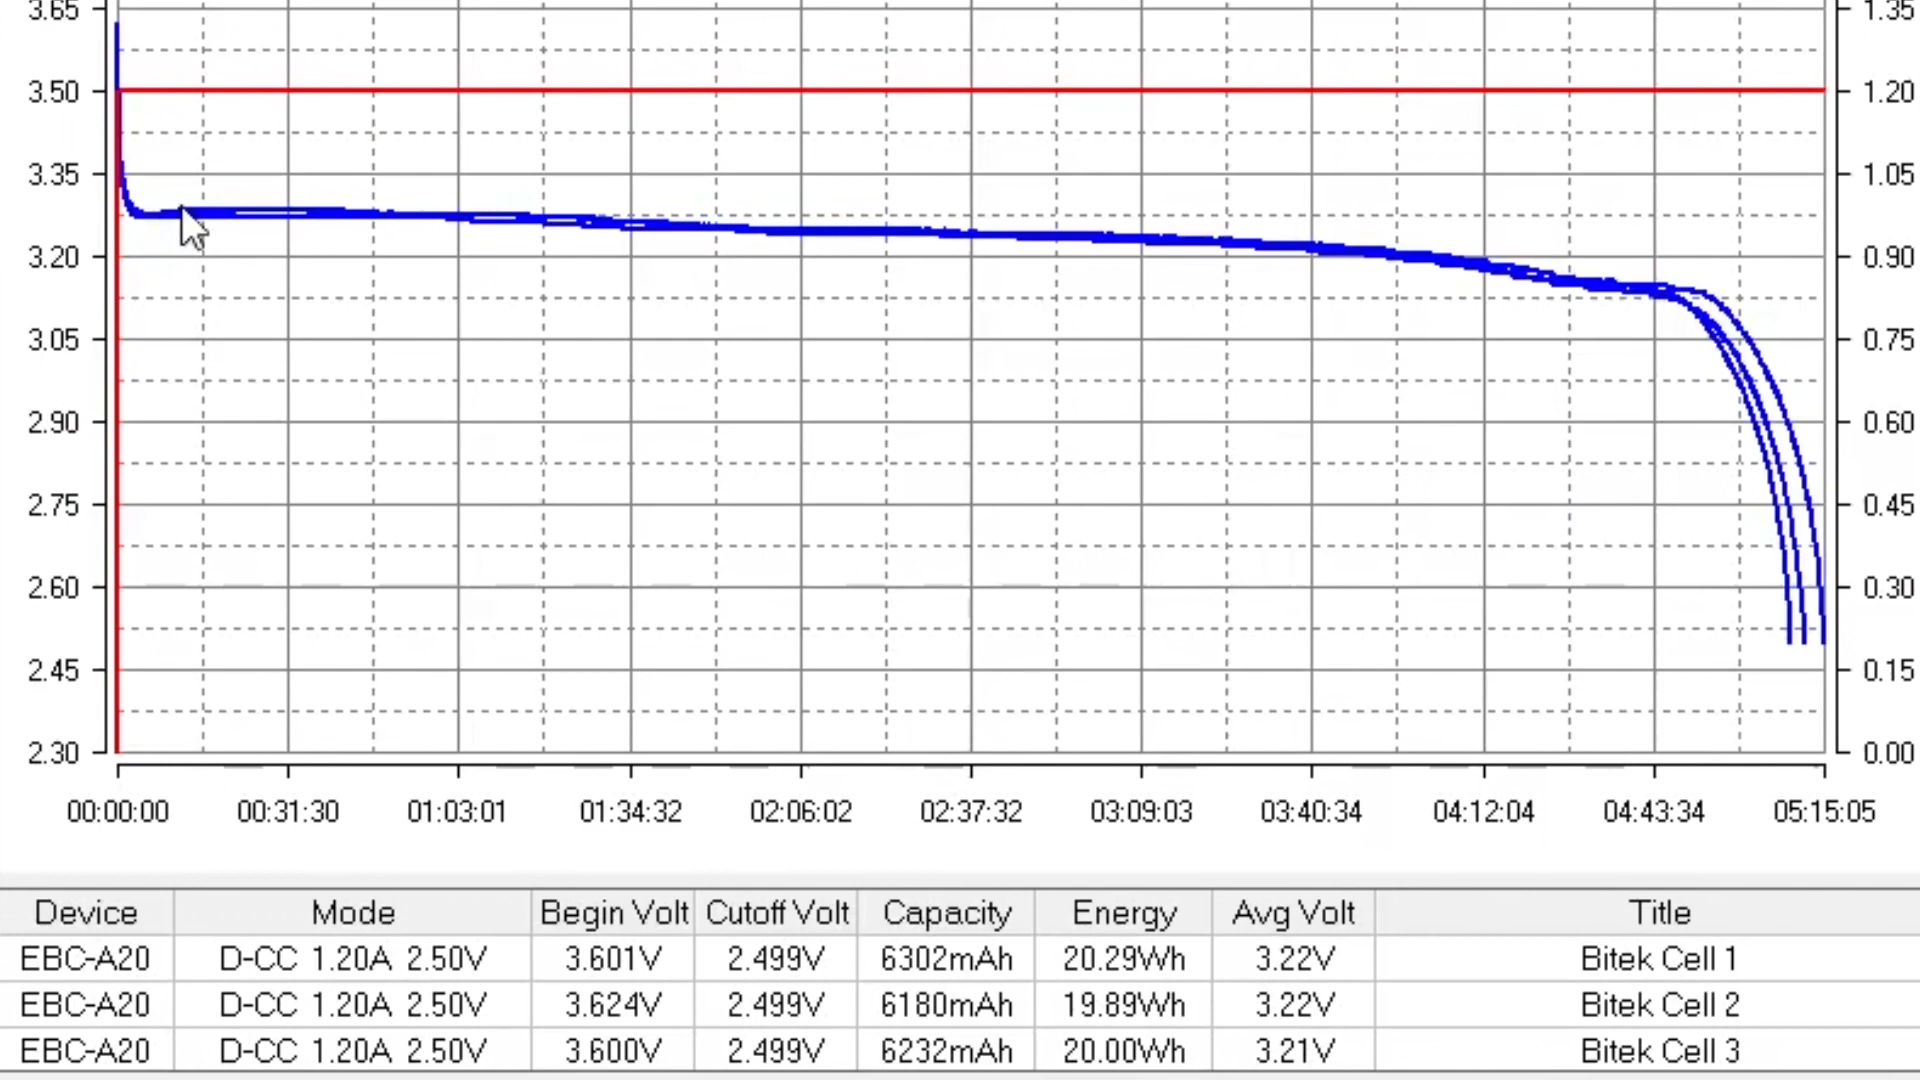 3.65 1.35
3.50 1.20
3.35 1.05
3.20 0.90
3.05 0.75
2.90 0.60
2.75 0.45
2.60 0.30
2.45 0.15
2.30 0.00
00:00:00 00:31:30 01:03:01 01:34:32 02:06:02 02:37:32 03:09:03 03:40:34 04:12:04 04:43:34 05:15:05
Device Mode Begin Volt Cutoff Volt Capacity Energy Avg Volt Title
EBC-A20 D-CC 1.20A 2.50V 3.601V 2.499V 6302mAh 20.29Wh 3.22V Bitek Cell 1
EBC-A20 D-CC 1.20A 2.50V 3.624V 2.499V 6180mAh 19.89Wh 3.22V Bitek Cell 2
EBC-A20 D-CC 1.20A 2.50V 3.600V 2.499V 6232mAh 20.00Wh 3.21V Bitek Cell 3